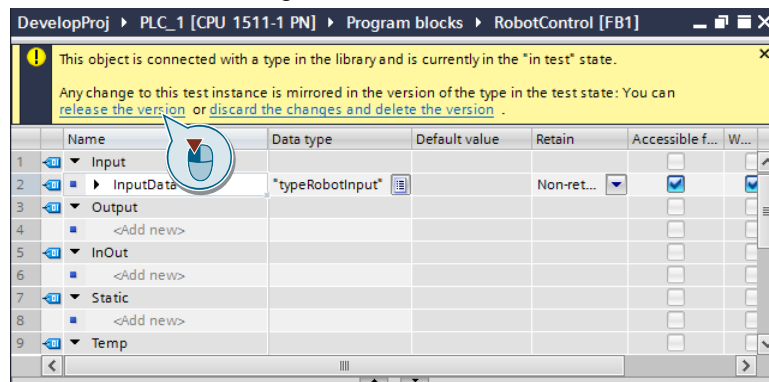 DevelopProj ▸ PLC_1 [CPU 1511-1 PN] ▸ Program blocks ▸ RobotControl [FB1]
This object is connected with a type in the library and is currently in the "in test" state.
Any change to this test instance is mirrored in the version of the type in the test state: You can
release the version or discard the changes and delete the version .
Name Data type Default value Retain Accessible f... W...
1 Input
2 InputData "typeRobotInput" Non-ret...
3 Output
4 <Add new>
5 InOut
6 <Add new>
7 Static
8 <Add new>
9 Temp